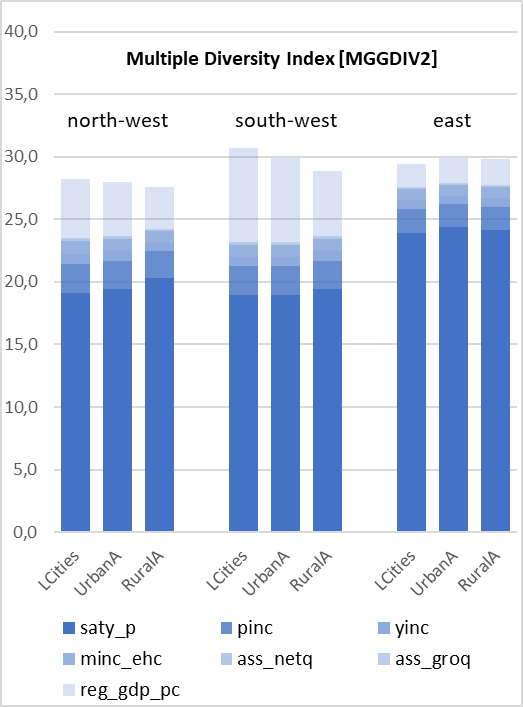 40,0
Multiple Diversity Index [MGGDIV2]
35,0
north-west south-west east
30,0
25,0
20,0
15,0
10,0
5,0
0,0
LCities UrbanA RuralA LCities UrbanA RuralA LCities UrbanA RuralA
saty_p pinc yinc
minc_ehc ass_netq ass_groq
reg_gdp_pc